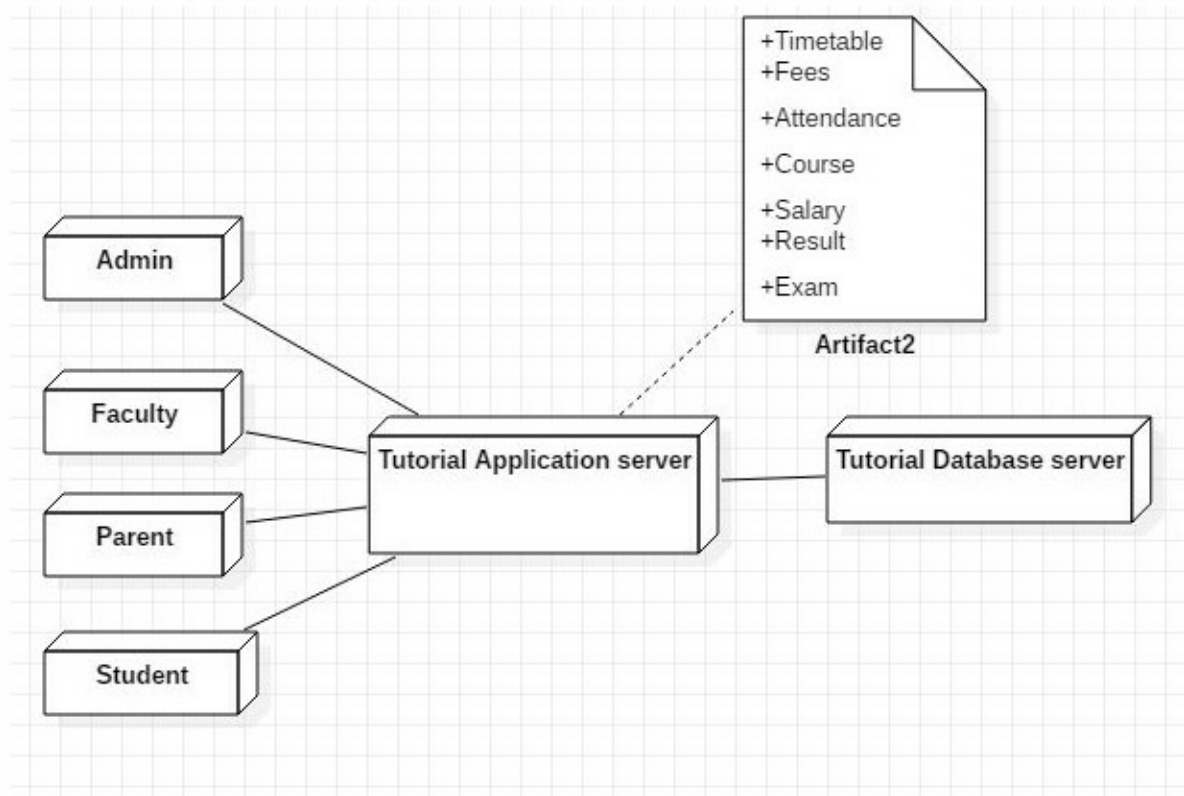 +Timetable
+Fees
+Attendance
+Course
+Salary
+Result
+Exam
Artifact2
Admin
Faculty
Parent
Student
Tutorial Application server
Tutorial Database server